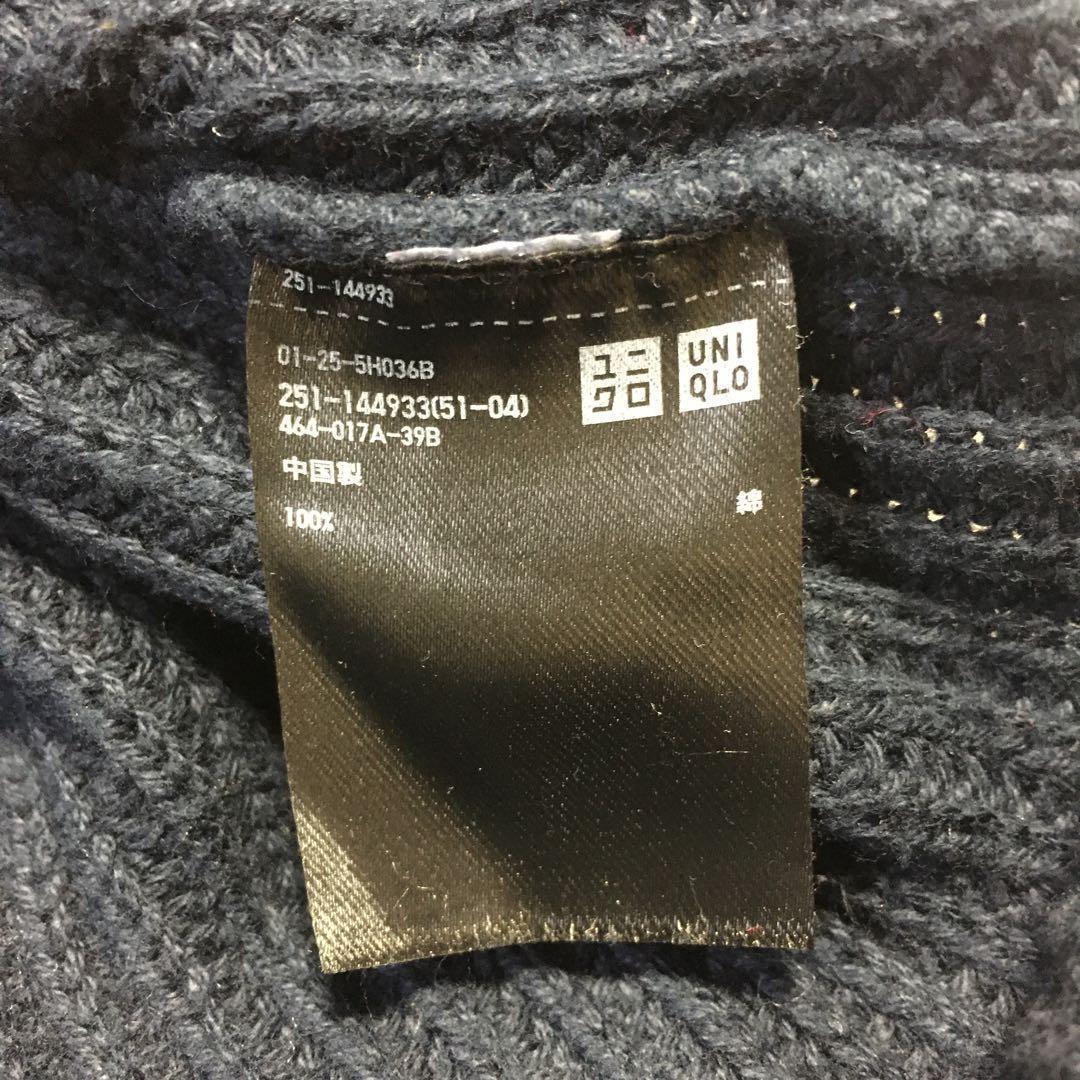 251-144933
01-25-5H036B
251-144933(51-04)
464-017A-39B
中国製
100% 綿
ユニ
クロ
UNI
QLO